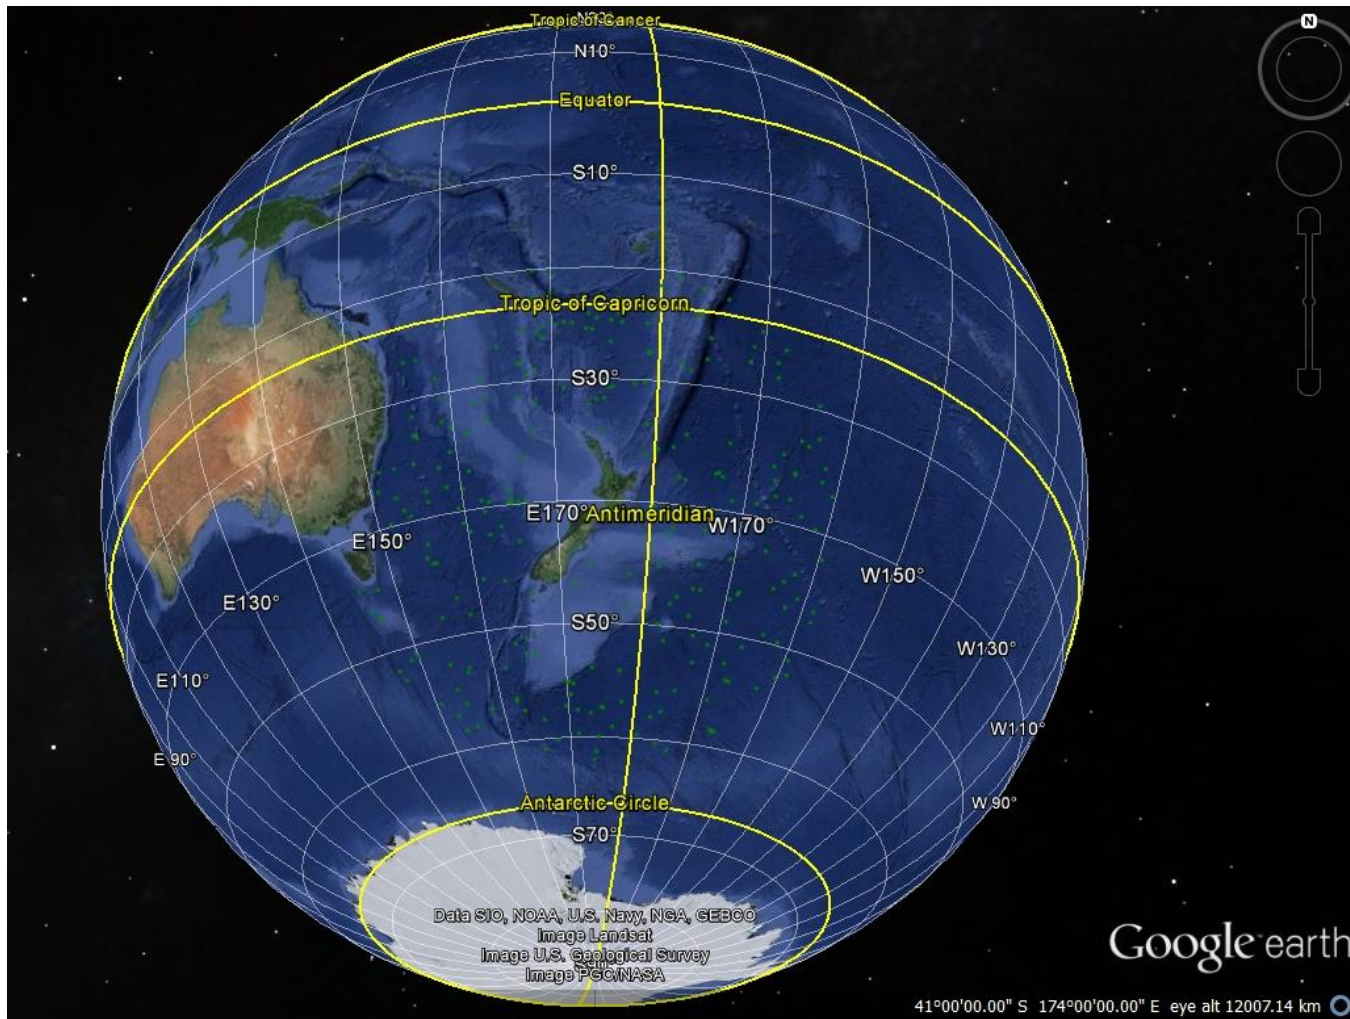 N
Tropic of Cancer
N10°
Equator
S10°
Tropic of Capricorn
S30°
E170°
Antimeridian
W170°
E150°
W150°
E130°
S50°
W130°
E110°
W110°
E 90°
W 90°
Antarctic Circle
S70°
Data SIO, NOAA, U.S. Navy, NGA, GEBCO
Image Landsat
Image U.S. Geological Survey
Image PGC/NASA
Google earth
41°00'00.00" S 174°00'00.00" E eye alt 12007.14 km